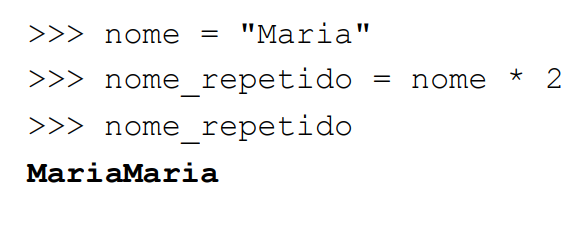 >>> nome = "Maria"
>>> nome_repetido = nome * 2
>>> nome_repetido
MariaMaria